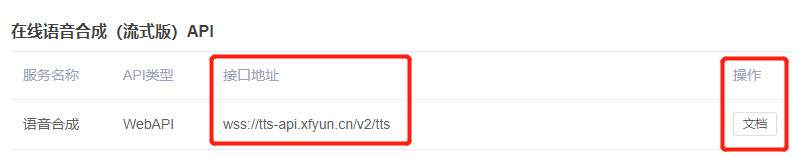 在线语音合成（流式版）API
服务名称 API类型 接口地址 操作
语音合成 WebAPI wss://tts-api.xfyun.cn/v2/tts 文档